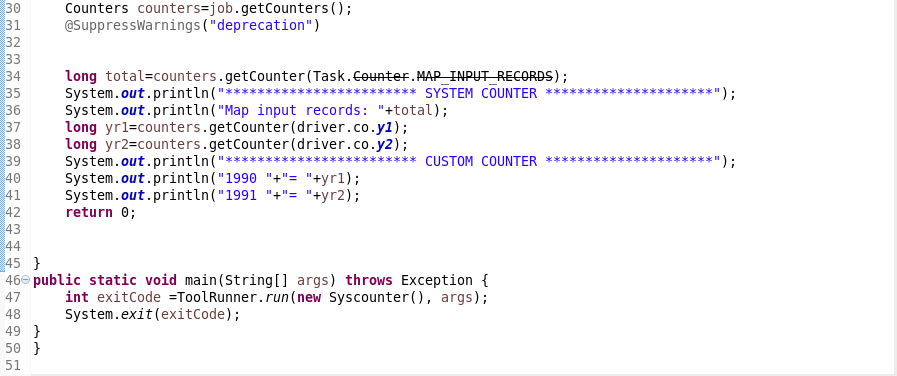 30 Counters counters=job.getCounters();
31 @SuppressWarnings("deprecation")
32
33
34 long total=counters.getCounter(Task.Counter.MAP_INPUT_RECORDS);
35 System.out.println("************************ SYSTEM COUNTER *********************");
36 System.out.println("Map input records: "+total);
37 long yr1=counters.getCounter(driver.co.y1);
38 long yr2=counters.getCounter(driver.co.y2);
39 System.out.println("************************ CUSTOM COUNTER *********************");
40 System.out.println("1990 "+"= "+yr1);
41 System.out.println("1991 "+"= "+yr2);
42 return 0;
43
44
45 }
46 public static void main(String[] args) throws Exception {
47 int exitCode =ToolRunner.run(new Syscounter(), args);
48 System.exit(exitCode);
49 }
50 }
51